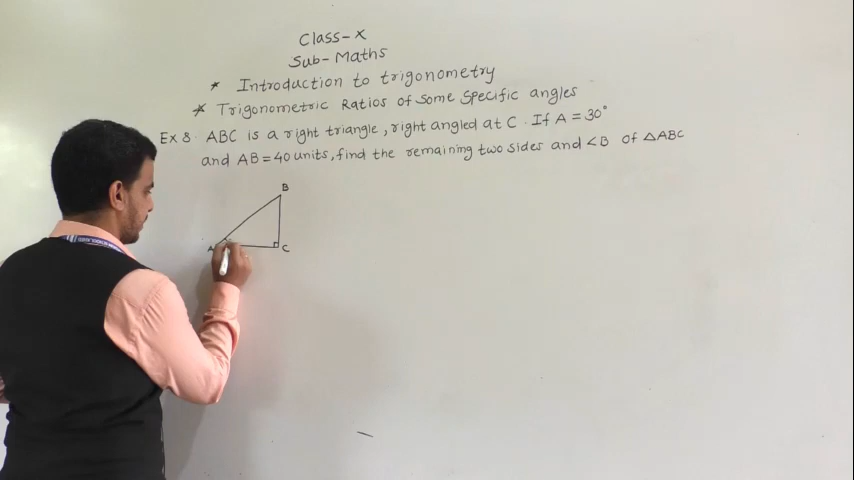 Class-X
Sub-Maths
* Introduction to trigonometry
* Trigonometric Ratios of some specific angles
Ex 8. ABC is a right triangle, right angled at C. If A = 30°
and AB = 40 units, find the remaining two sides and ∠B of △ABC
B
A
C